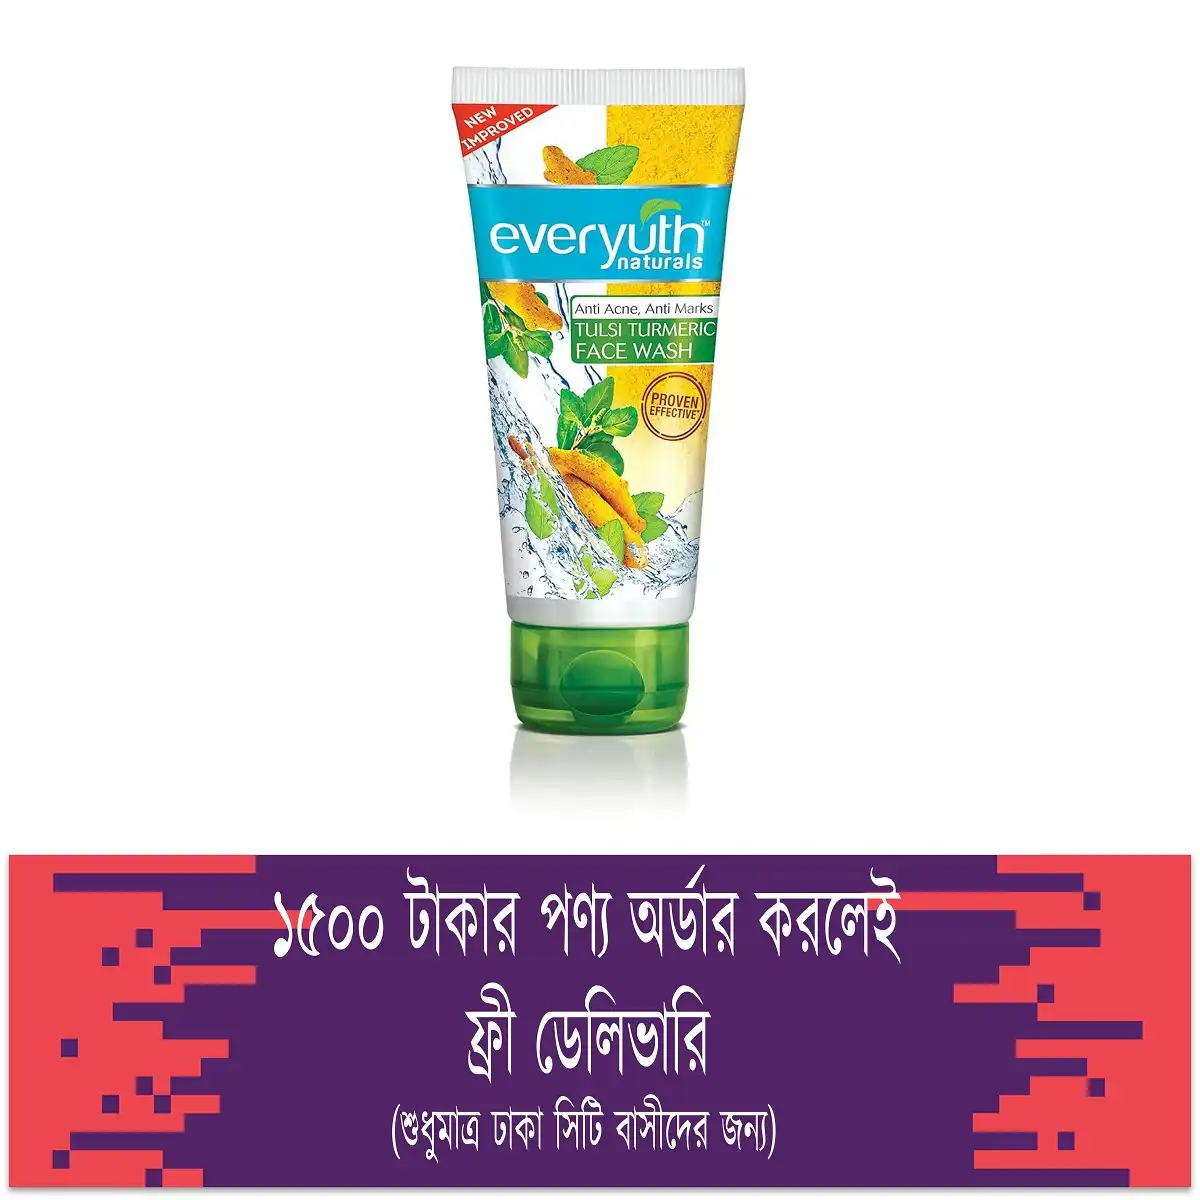 NEW
IMPROVED
everyuth™
naturals
Anti Acne, Anti Marks
TULSI TURMERIC
FACE WASH
PROVEN
EFFECTIVE*
১৫০০ টাকার পণ্য অর্ডার করলেই
ফ্রী ডেলিভারি
(শুধুমাত্র ঢাকা সিটি বাসীদের জন্য)